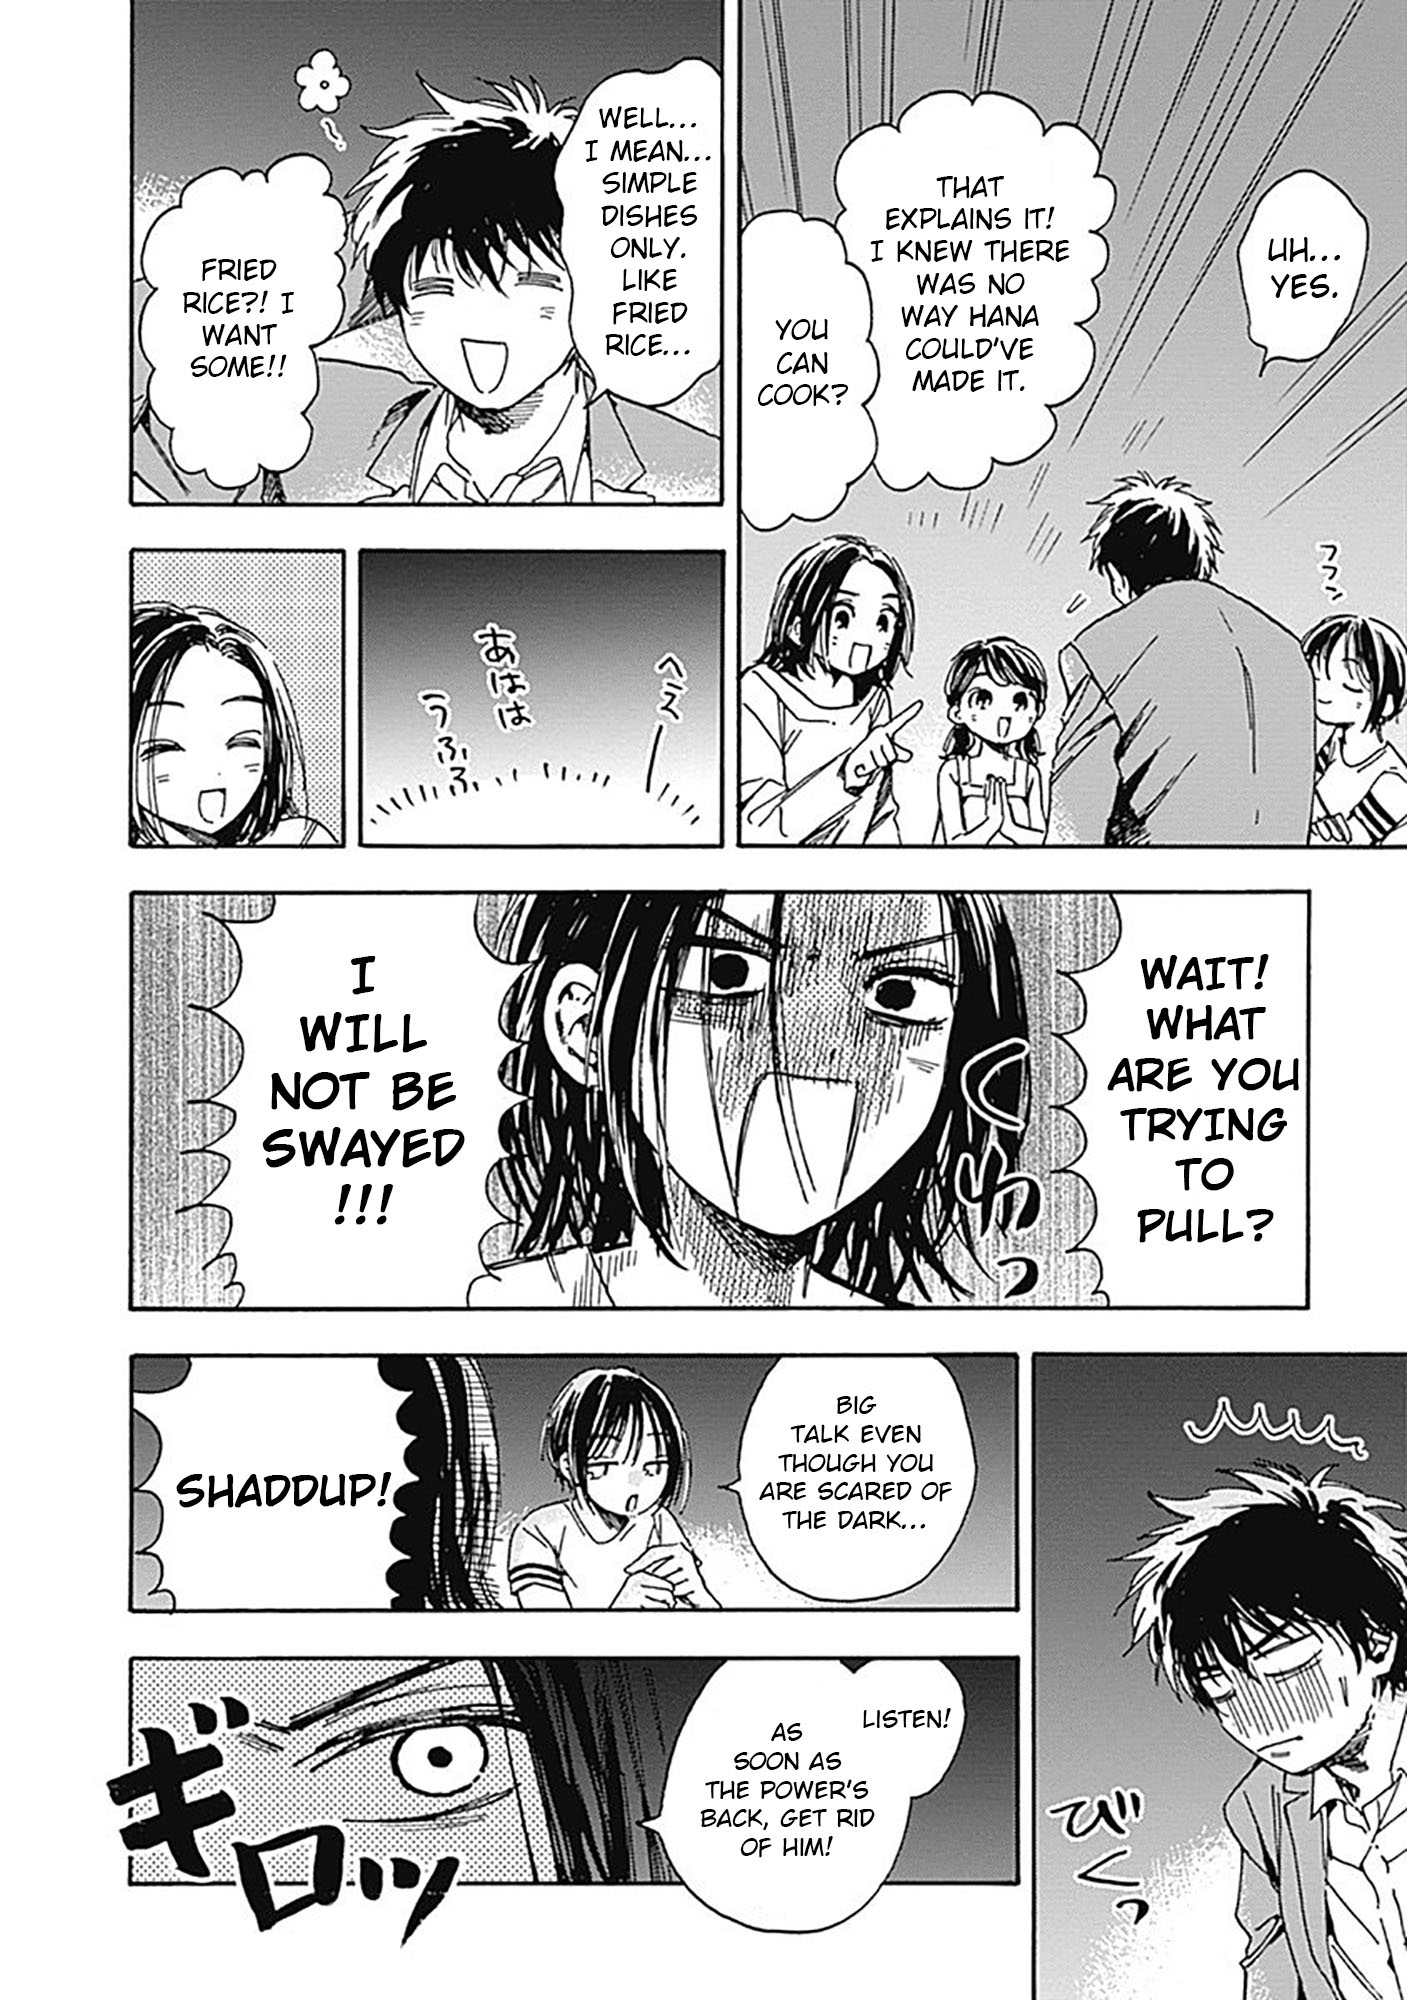 UH...
YES.
THAT
EXPLAINS IT!
I KNEW THERE
WAS NO
WAY HANA
COULD'VE
MADE IT.
YOU
CAN
COOK?
フフン
WELL...
I MEAN...
SIMPLE
DISHES
ONLY.
LIKE
FRIED
RICE...
FRIED
RICE?! I
WANT
SOME!!
へえー
あはは
うふふ
WAIT!
WHAT
ARE YOU
TRYING
TO
PULL?
くわっ
I
WILL
NOT BE
SWAYED
!!!
びくっ
BIG
TALK EVEN
THOUGH YOU
ARE SCARED OF
THE DARK...
SHADDUP!
LISTEN!
AS
SOON AS
THE POWER'S
BACK, GET RID
OF HIM!
ギロッ